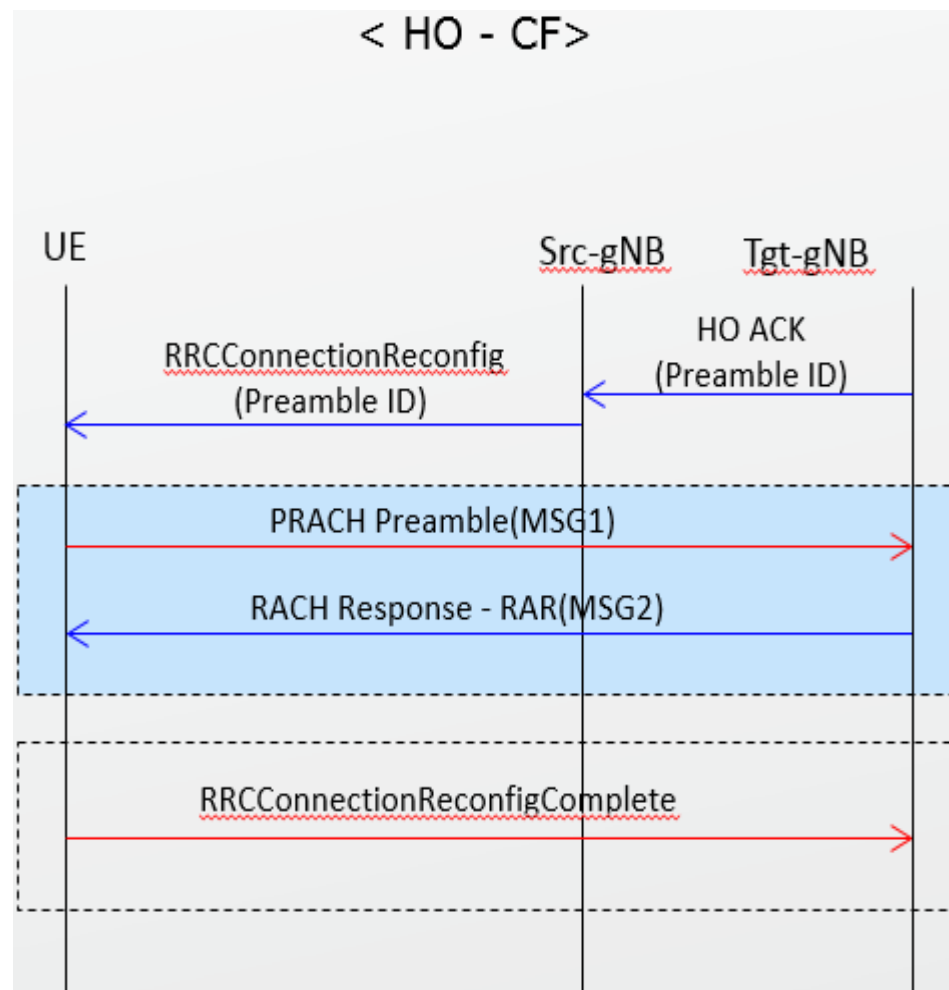 < HO - CF>
UE
Src-gNB
Tgt-gNB
HO ACK
(Preamble ID)
RRCConnectionReconfig
(Preamble ID)
PRACH Preamble(MSG1)
RACH Response - RAR(MSG2)
RRCConnectionReconfigComplete